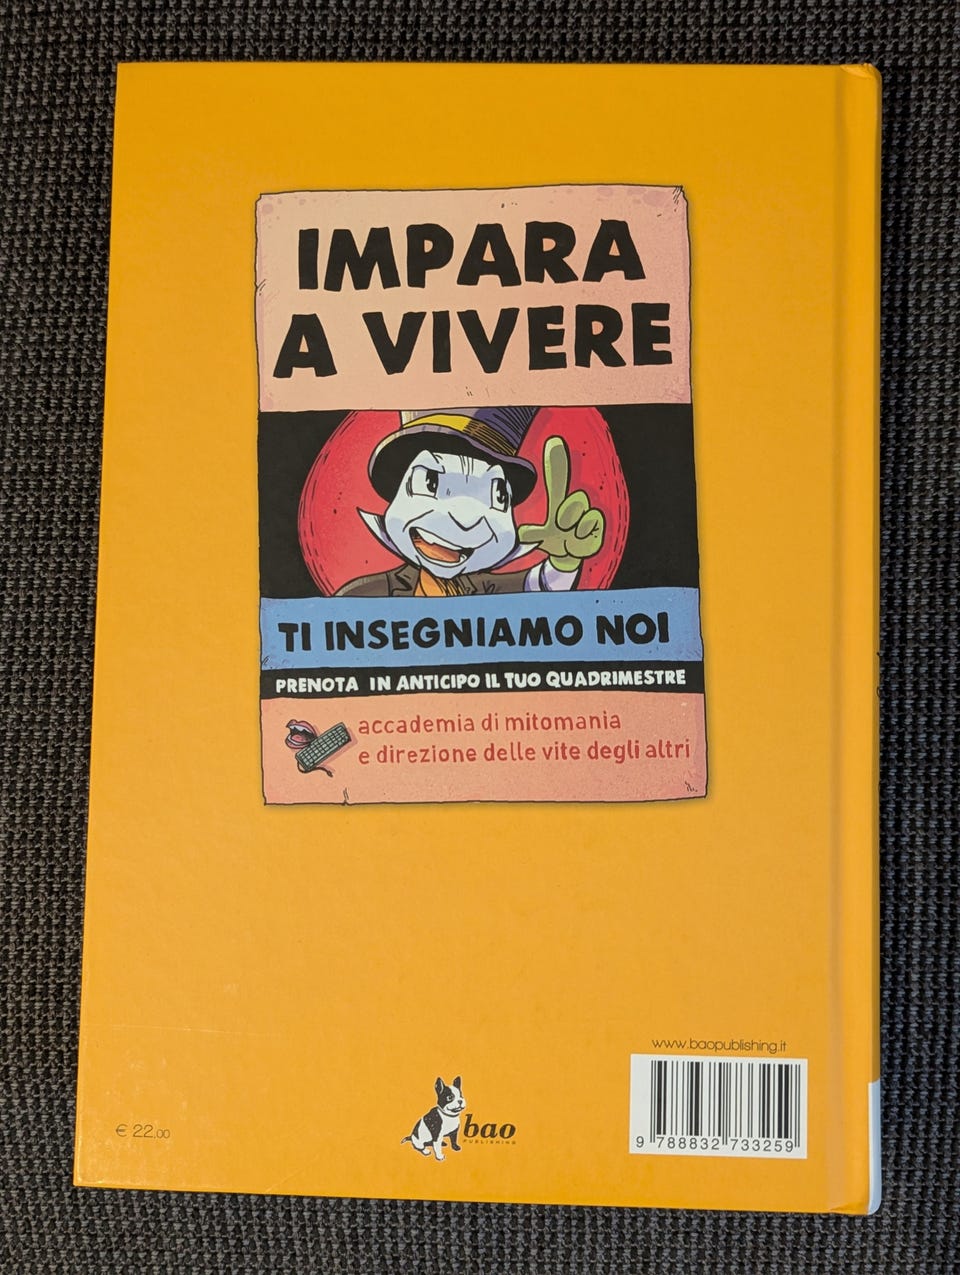 IMPARA
A VIVERE
TI INSEGNIAMO NOI
PRENOTA IN ANTICIPO IL TUO QUADRIMESTRE
accademia di mitomania
e direzione delle vite degli altri
www.baopublishing.it
€ 22,00
bao
PUBLISHING
9 788832 733259